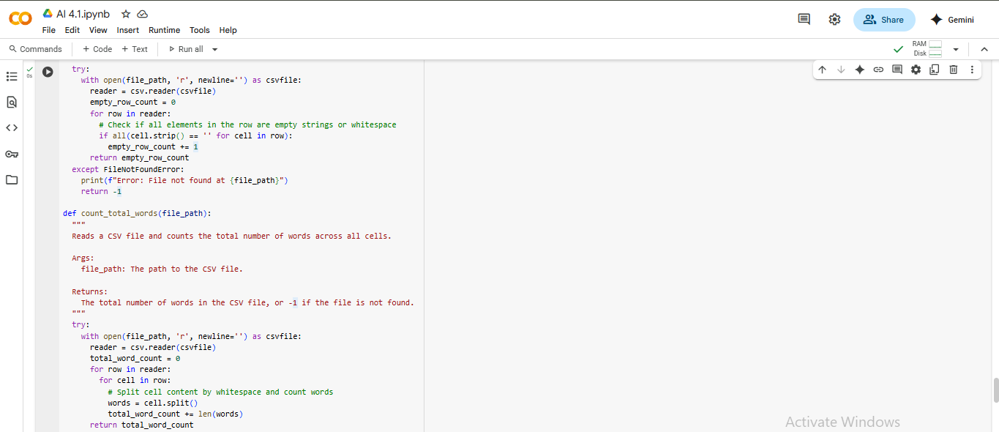 AI 4.1.ipynb
File Edit View Insert Runtime Tools Help
Share
Gemini
Commands + Code + Text Run all
RAM
Disk
0s
try:
with open(file_path, 'r', newline='') as csvfile:
reader = csv.reader(csvfile)
empty_row_count = 0
for row in reader:
# Check if all elements in the row are empty strings or whitespace
if all(cell.strip() == '' for cell in row):
empty_row_count += 1
return empty_row_count
except FileNotFoundError:
print(f"Error: File not found at {file_path}")
return -1
def count_total_words(file_path):
"""
Reads a CSV file and counts the total number of words across all cells.
Args:
file_path: The path to the CSV file.
Returns:
The total number of words in the CSV file, or -1 if the file is not found.
"""
try:
with open(file_path, 'r', newline='') as csvfile:
reader = csv.reader(csvfile)
total_word_count = 0
for row in reader:
for cell in row:
# Split cell content by whitespace and count words
words = cell.split()
total_word_count += len(words)
return total_word_count
Activate Windows